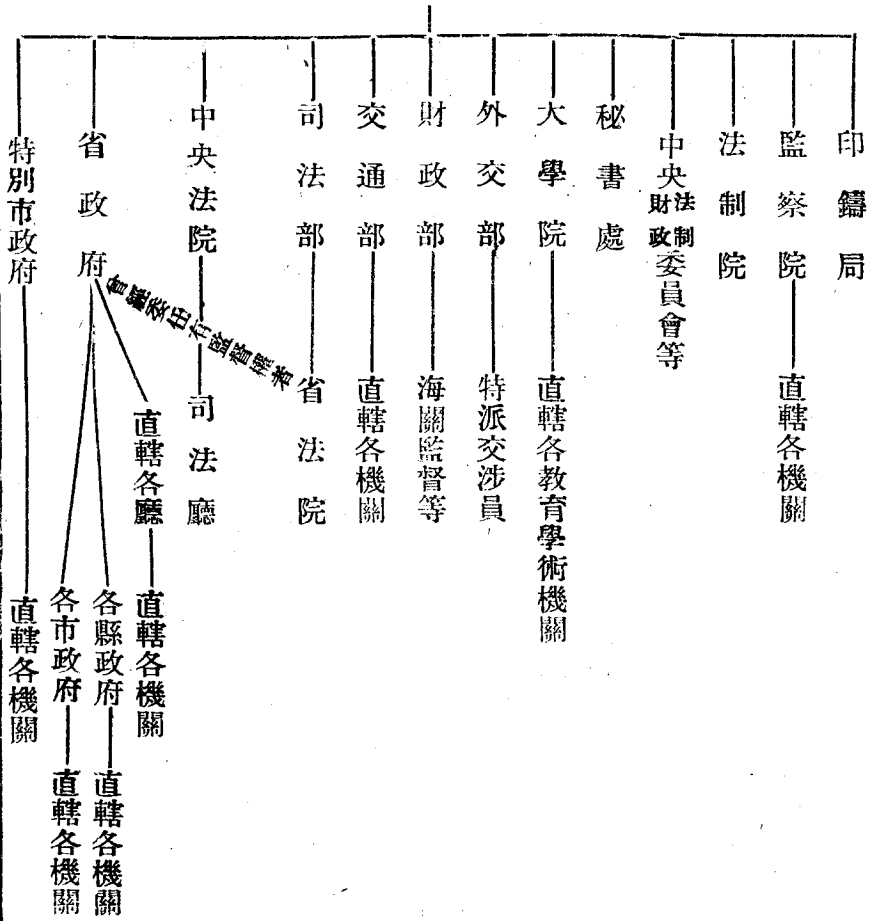 印鑄局
監察院
直轄各機關
法制院
中央法制財政委員會等
秘書處
大學院
直轄各教育學術機關
外交部
特派交涉員
財政部
海關監督等
交通部
直轄各機關
司法部
省法院
中央法院
司法廳
省政府
直轄各廳
直轄各機關
各縣政府
直轄各機關
各市政府
直轄各機關
特別市政府
直轄各機關